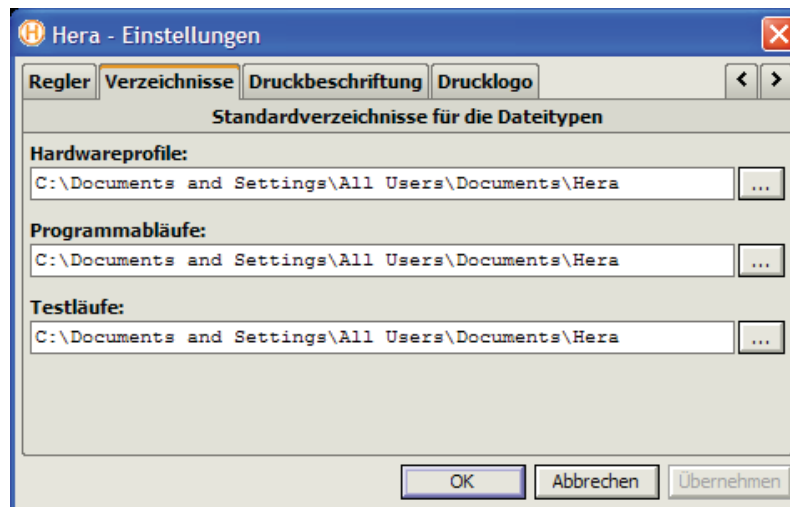 Hera - Einstellungen
Regler Verzeichnisse Druckbeschriftung Drucklogo
Standardverzeichnisse für die Dateitypen
Hardwareprofile:
C:\Documents and Settings\All Users\Documents\Hera ...
Programmabläufe:
C:\Documents and Settings\All Users\Documents\Hera ...
Testläufe:
C:\Documents and Settings\All Users\Documents\Hera ...
OK Abbrechen Übernehmen